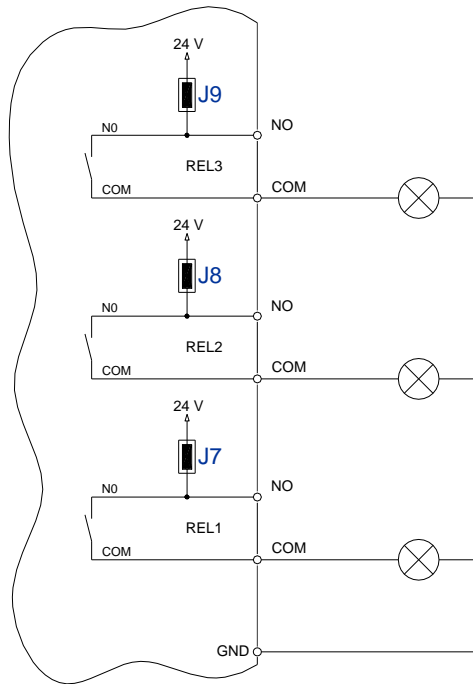 24 V
J9
N0
NO
REL3
COM
COM
24 V
J8
N0
NO
REL2
COM
COM
24 V
J7
N0
NO
REL1
COM
COM
GND